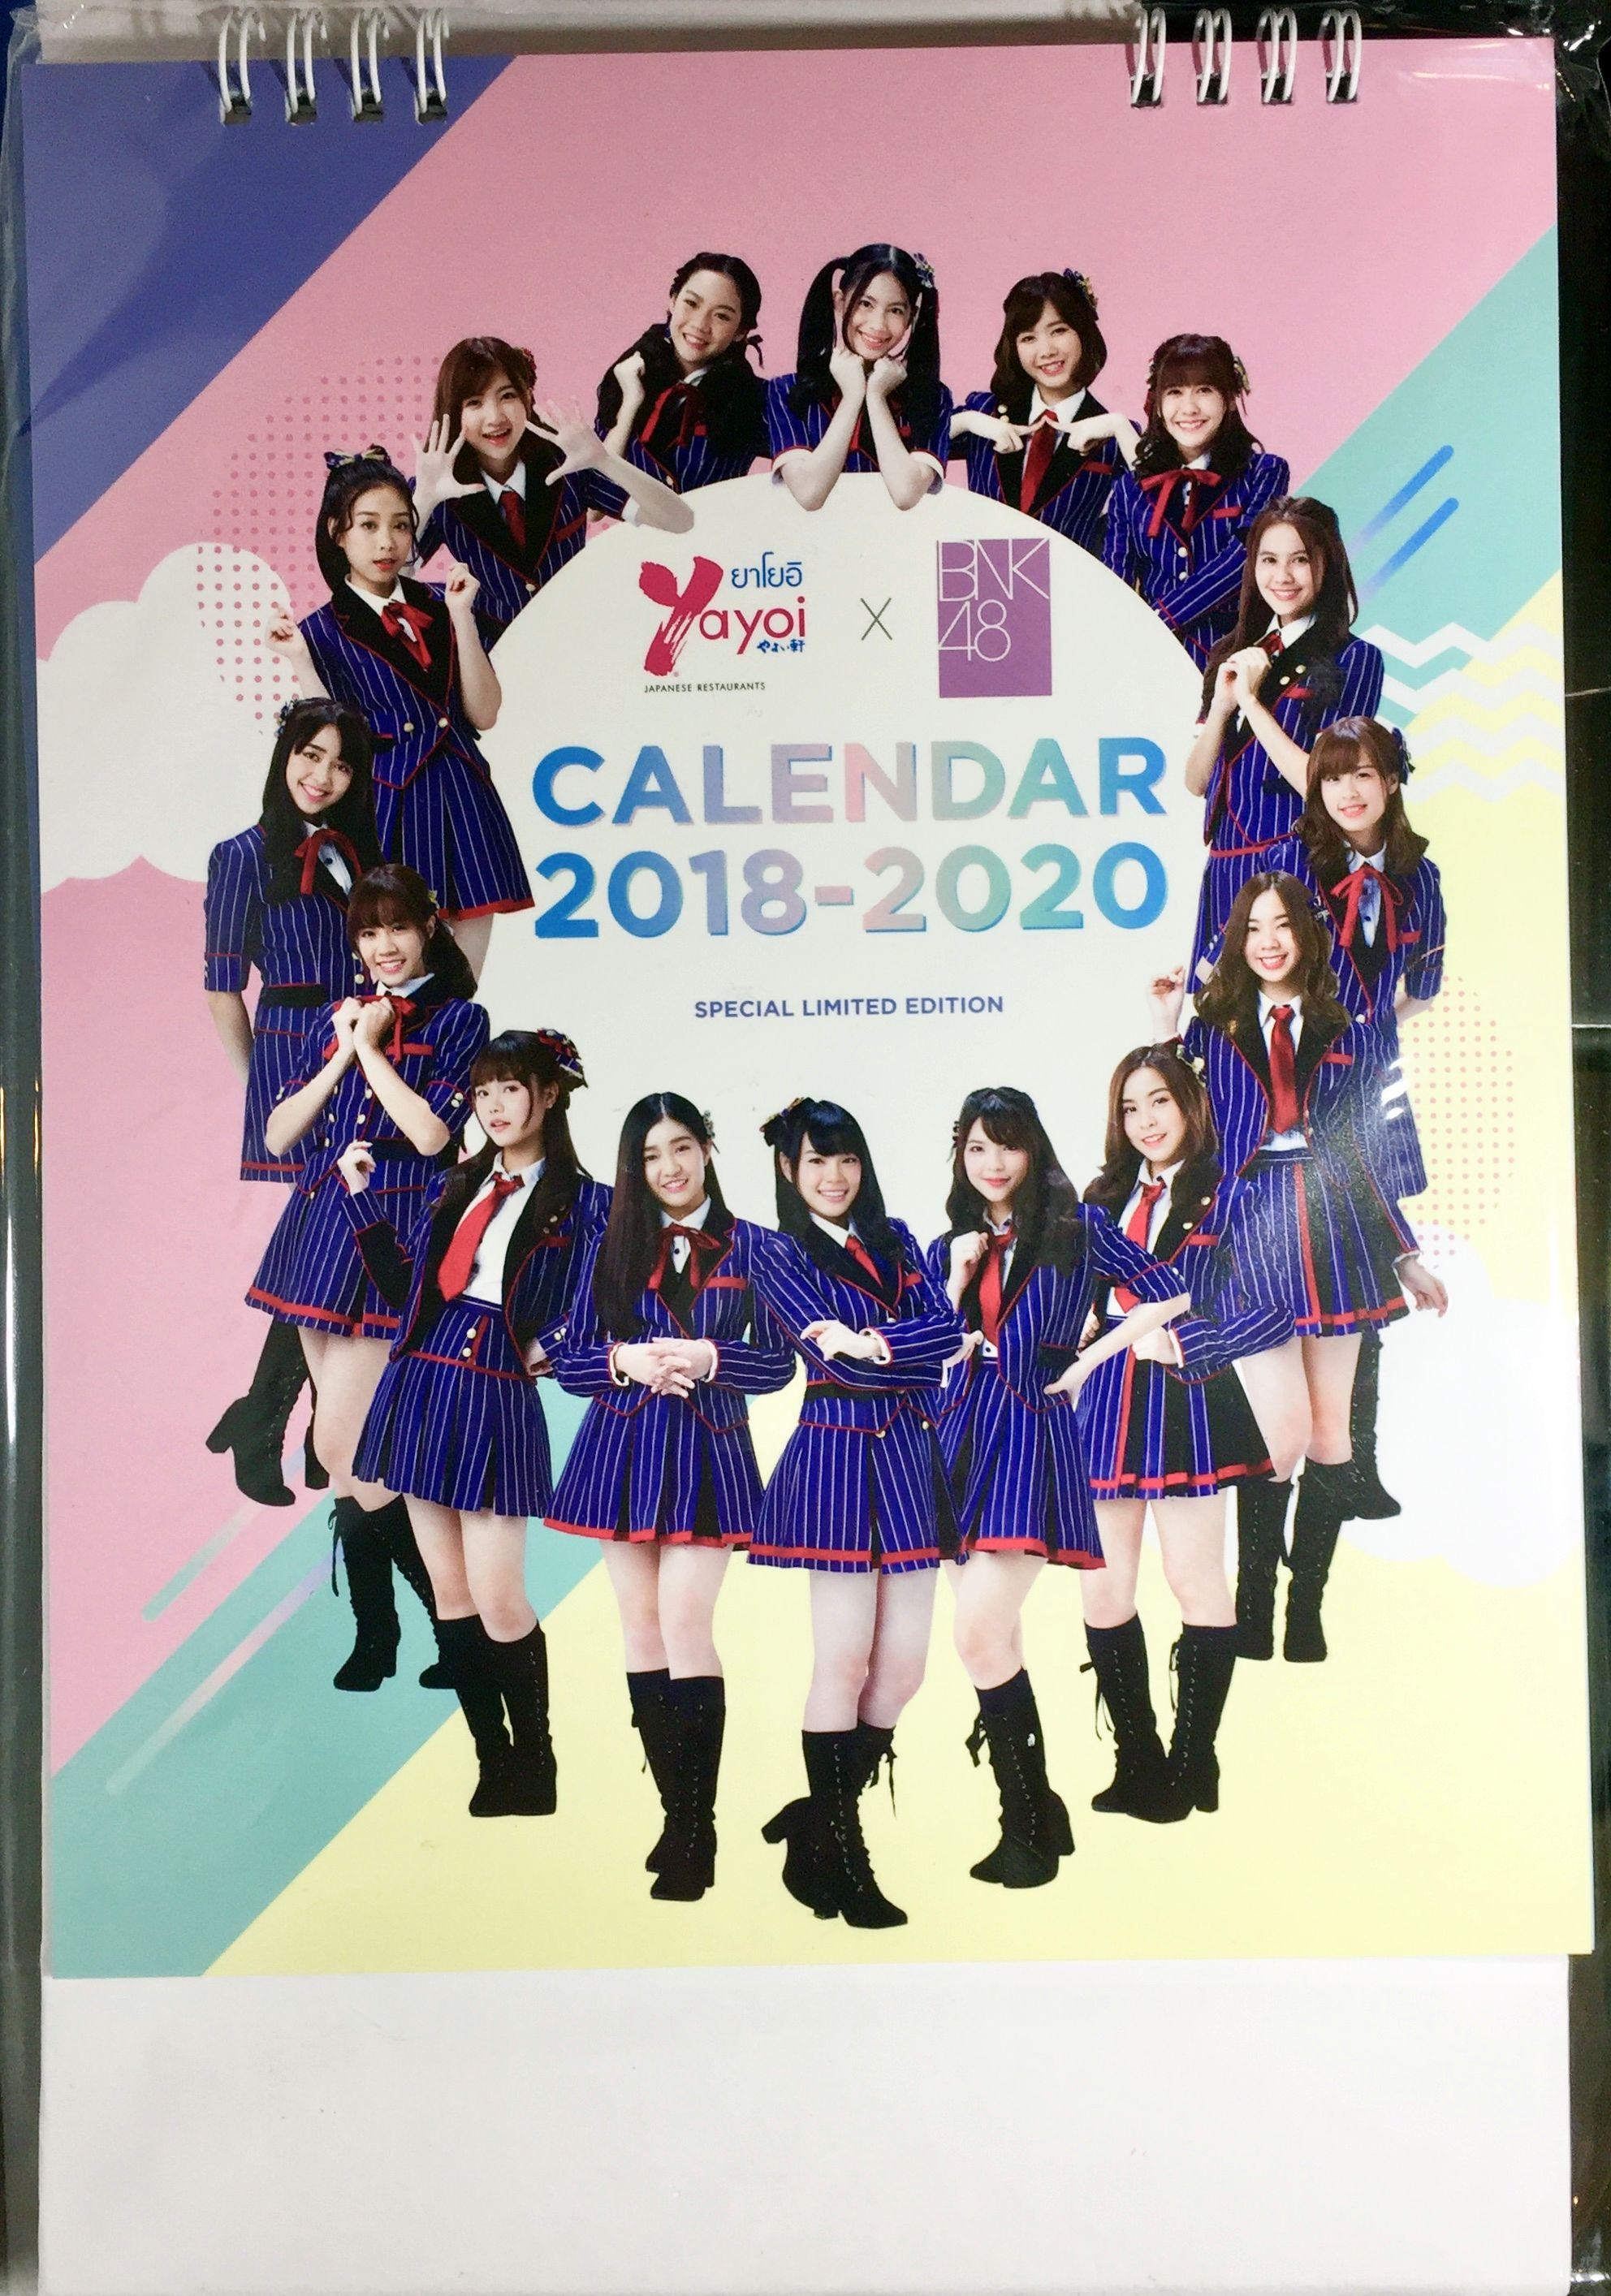 ยาโยอิ
Yayoi
やよい軒
JAPANESE RESTAURANTS
X
BNK
48
CALENDAR
2018-2020
SPECIAL LIMITED EDITION